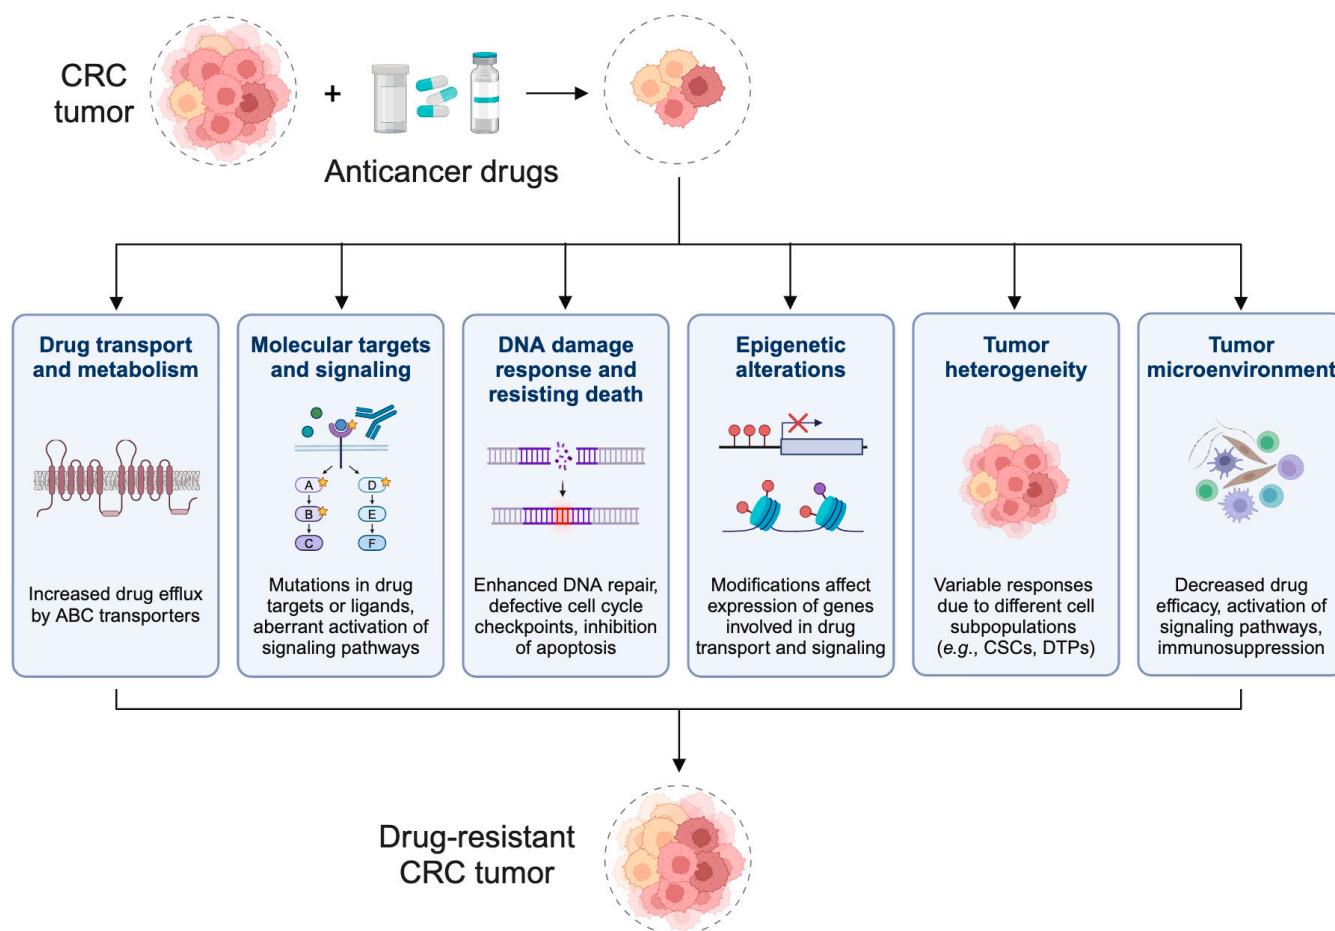 CRC
tumor
+
Anticancer drugs
Drug transport
and metabolism
Increased drug efflux
by ABC transporters
Molecular targets
and signaling
A
D
B
E
C
F
Mutations in drug
targets or ligands,
aberrant activation of
signaling pathways
DNA damage
response and
resisting death
Enhanced DNA repair,
defective cell cycle
checkpoints, inhibition
of apoptosis
Epigenetic
alterations
Modifications affect
expression of genes
involved in drug
transport and signaling
Tumor
heterogeneity
Variable responses
due to different cell
subpopulations
(e.g., CSCs, DTPs)
Tumor
microenvironment
Decreased drug
efficacy, activation of
signaling pathways,
immunosuppression
Drug-resistant
CRC tumor